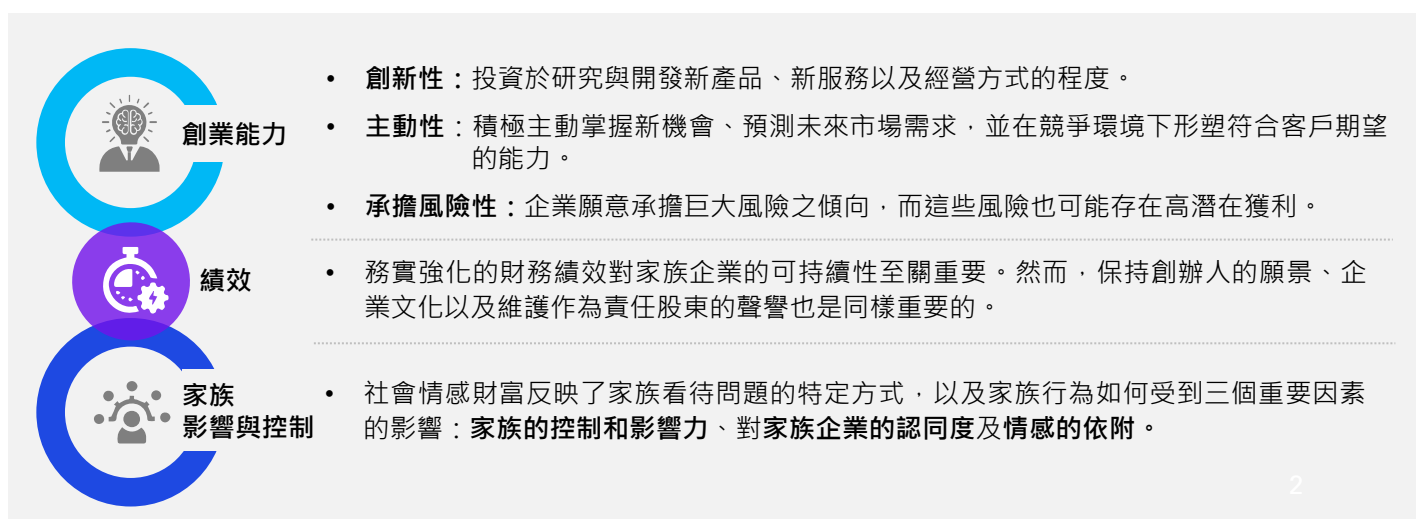 • 創新性：投資於研究與開發新產品、新服務以及經營方式的程度。
創業能力
• 主動性：積極主動掌握新機會、預測未來市場需求，並在競爭環境下形塑符合客戶期望
的能力。
• 承擔風險性：企業願意承擔巨大風險之傾向，而這些風險也可能存在高潛在獲利。
績效
• 務實強化的財務績效對家族企業的可持續性至關重要。然而，保持創辦人的願景、企
業文化以及維護作為責任股東的聲譽也是同樣重要的。
家族
影響與控制
• 社會情感財富反映了家族看待問題的特定方式，以及家族行為如何受到三個重要因素
的影響：家族的控制和影響力、對家族企業的認同度及情感的依附。
2